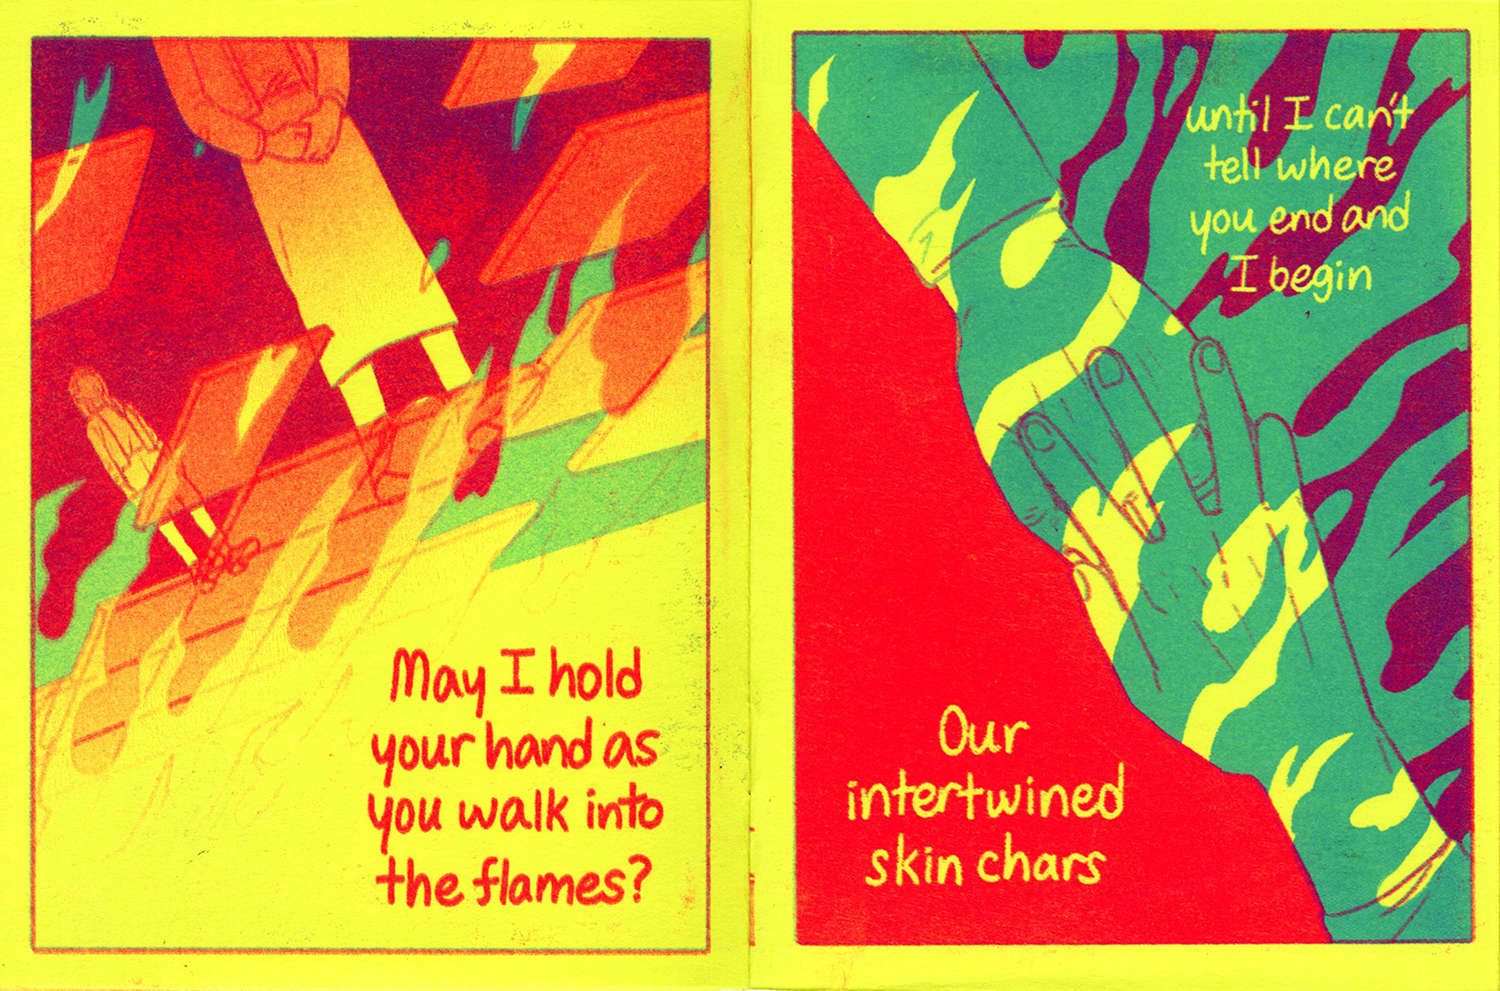 May I hold
your hand as
you walk into
the flames?
Our
intertwined
skin chars
until I can't
tell where
you end and
I begin